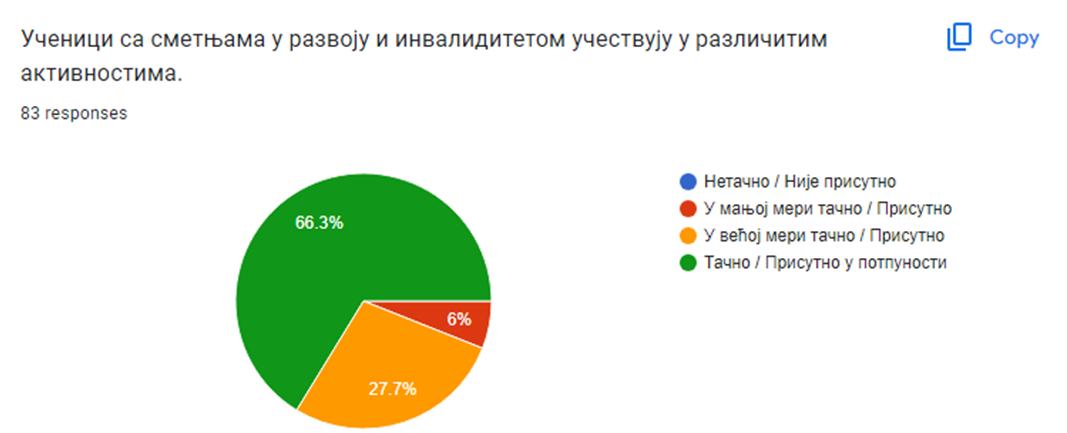 Ученици са сметњама у развоју и инвалидитетом учествују у различитим
активностима.
Copy
83 responses
66.3%
6%
27.7%
Нетачно / Није присутно
У мањој мери тачно / Присутно
У већој мери тачно / Присутно
Тачно / Присутно у потпуности